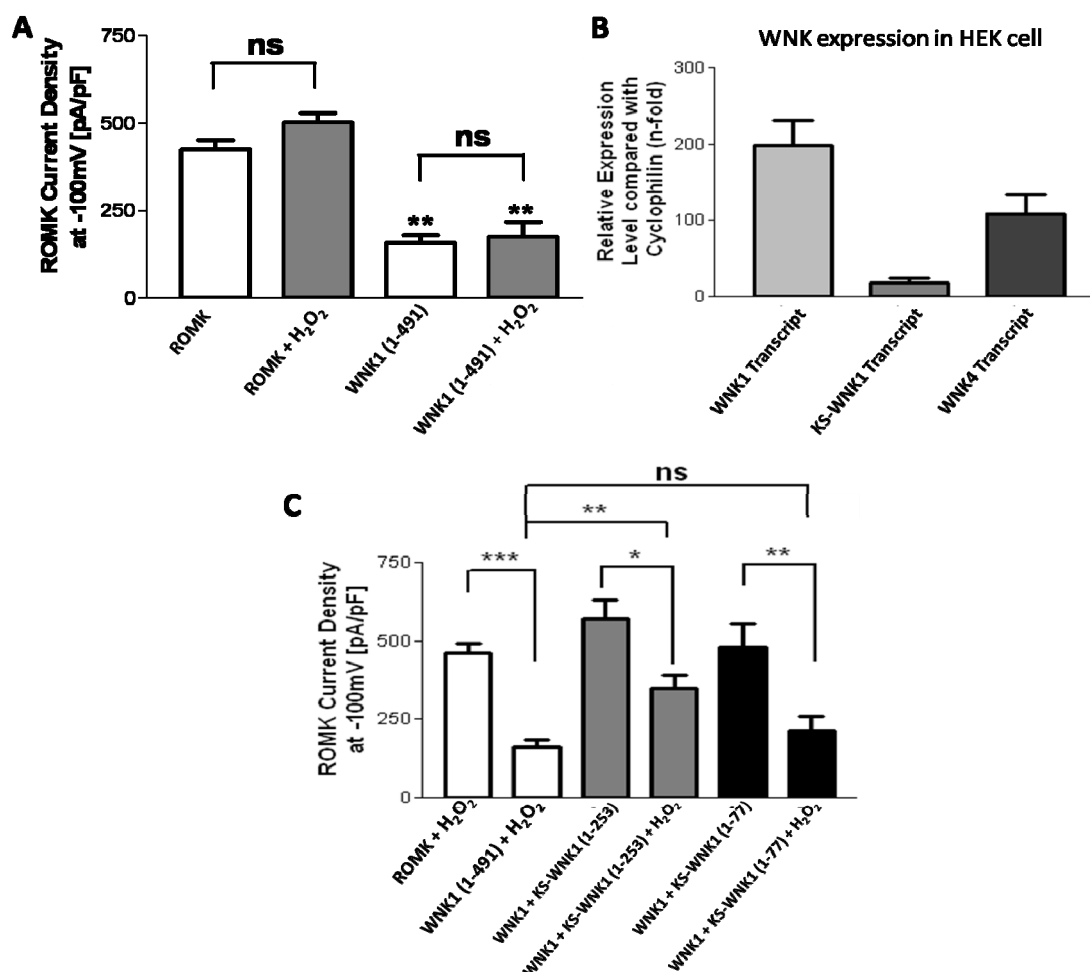 A
ROMK Current Density
at -100mV [pA/pF]
750
500
250
0
ns
ns
**
**
ROMK
ROMK + H₂O₂
WNK1 (1-491)
WNK1 (1-491) + H₂O₂
B
WNK expression in HEK cell
Relative Expression
Level compared with
Cyclophilin (n-fold)
300
200
100
0
WNK1 Transcript
KS-WNK1 Transcript
WNK4 Transcript
C
ROMK Current Density
at -100mV [pA/pF]
750
500
250
0
ns
**
***
*
**
ROMK + H₂O₂
WNK1 (1-491) + H₂O₂
WNK1 + KS-WNK1 (1-253)
WNK1 + KS-WNK1 (1-253) + H₂O₂
WNK1 + KS-WNK1 (1-77)
WNK1 + KS-WNK1 (1-77) + H₂O₂